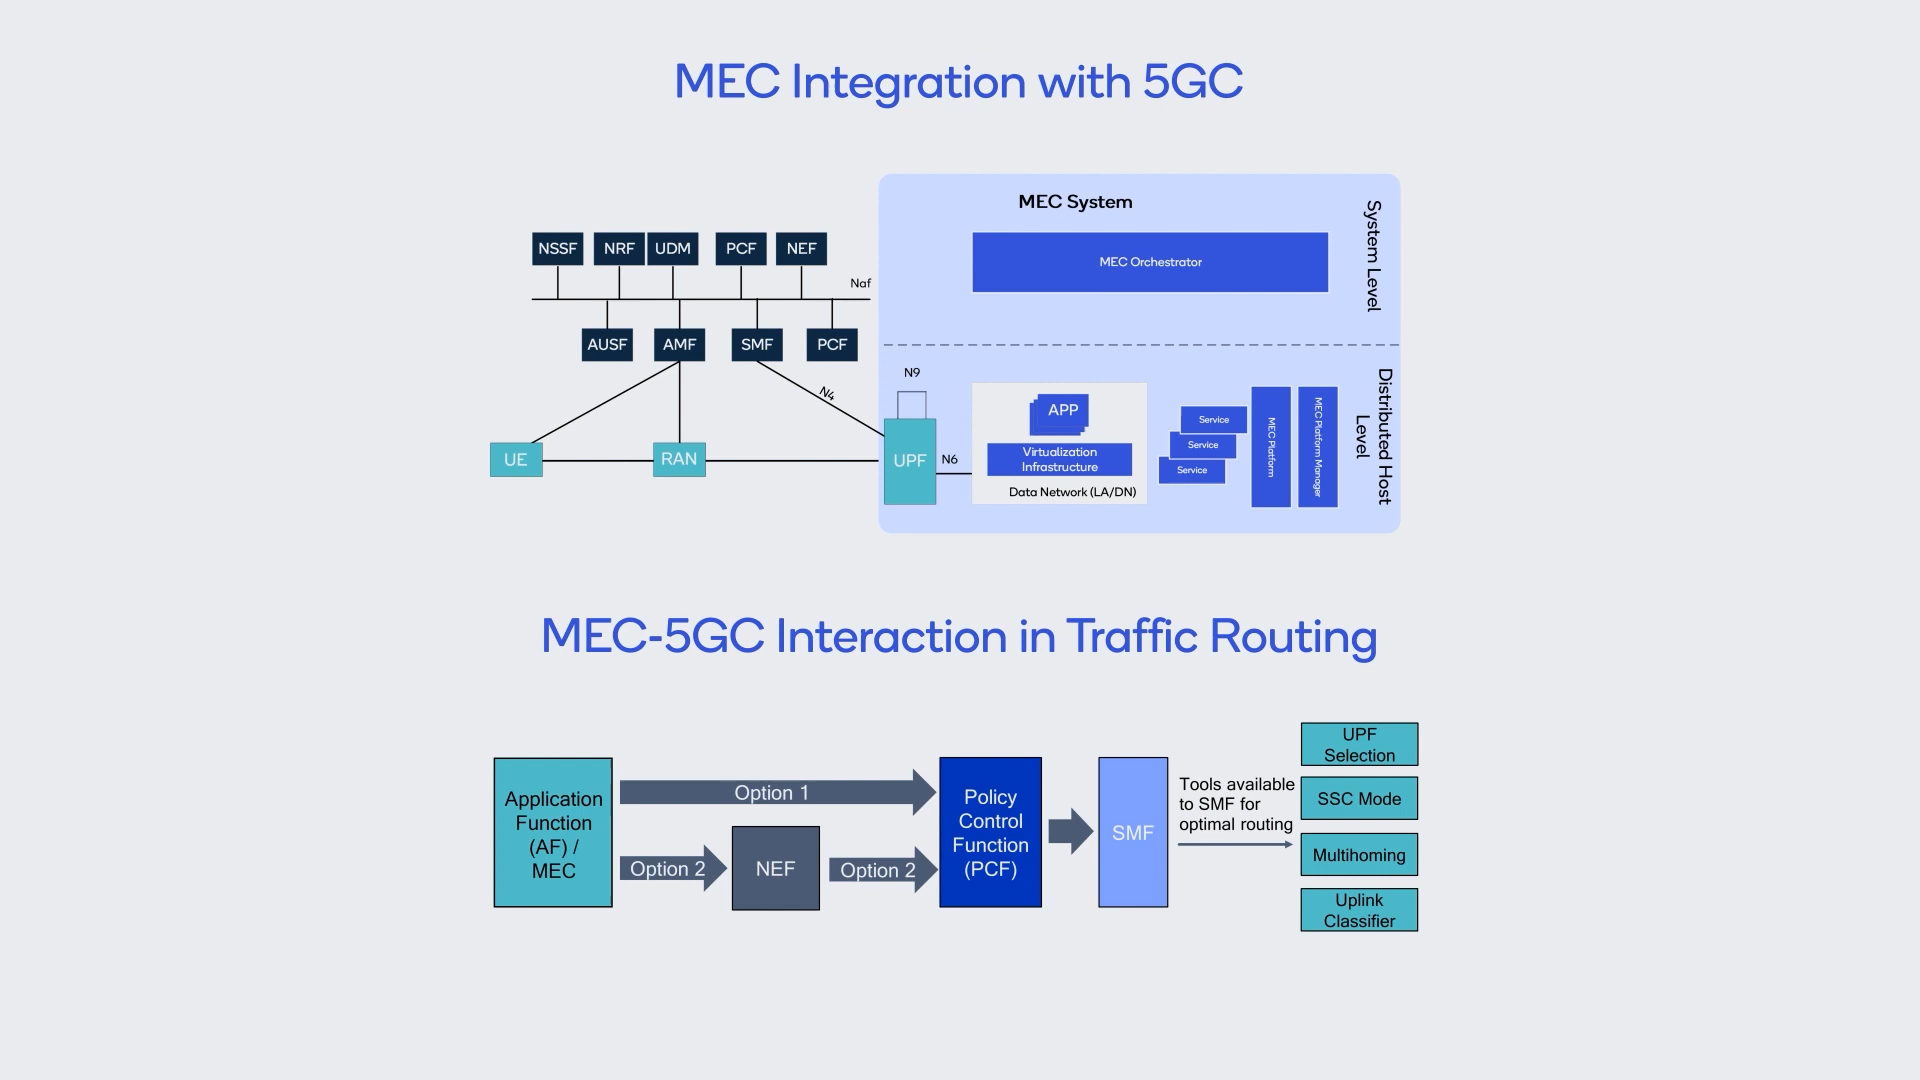 MEC Integration with 5GC
MEC System
System Level
MEC Orchestrator
NSSF
NRF
UDM
PCF
NEF
Naf
AUSF
AMF
SMF
PCF
N4
N9
UE
RAN
UPF
N6
APP
Virtualization
Infrastructure
Data Network (LA/DN)
Service
Service
Service
MEC Platform
MEC Platform Manager
Distributed Host
Level
MEC-5GC Interaction in Traffic Routing
Application
Function
(AF) /
MEC
Option 1
Option 2
NEF
Option 2
Policy
Control
Function
(PCF)
SMF
Tools available
to SMF for
optimal routing
UPF
Selection
SSC Mode
Multihoming
Uplink
Classifier